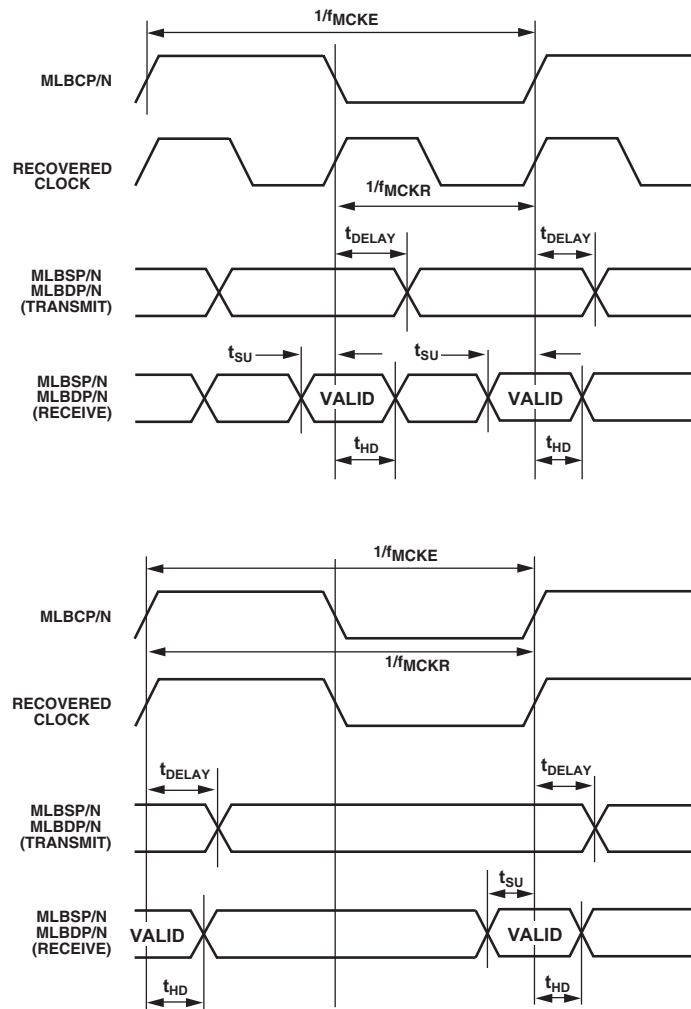 1/fMCKE
MLBCP/N
RECOVERED
CLOCK
1/fMCKR
tDELAY
tDELAY
MLBSP/N
MLBDP/N
(TRANSMIT)
tSU
tSU
MLBSP/N
MLBDP/N
(RECEIVE)
VALID
VALID
tHD
tHD
1/fMCKE
MLBCP/N
1/fMCKR
RECOVERED
CLOCK
tDELAY
tDELAY
MLBSP/N
MLBDP/N
(TRANSMIT)
tSU
MLBSP/N
MLBDP/N
(RECEIVE)
VALID
VALID
tHD
tHD